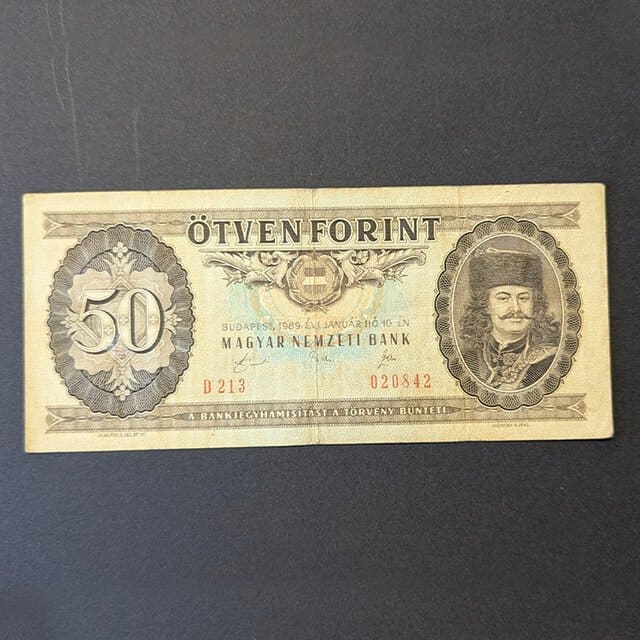 ÖTVEN FORINT
50
BUDAPEST, 1989. ÉVI JANUÁR HÓ 10-ÉN
MAGYAR NEMZETI BANK
D 213 020842
A BANKJEGYHAMISÍTÁST A TÖRVÉNY BÜNTETI